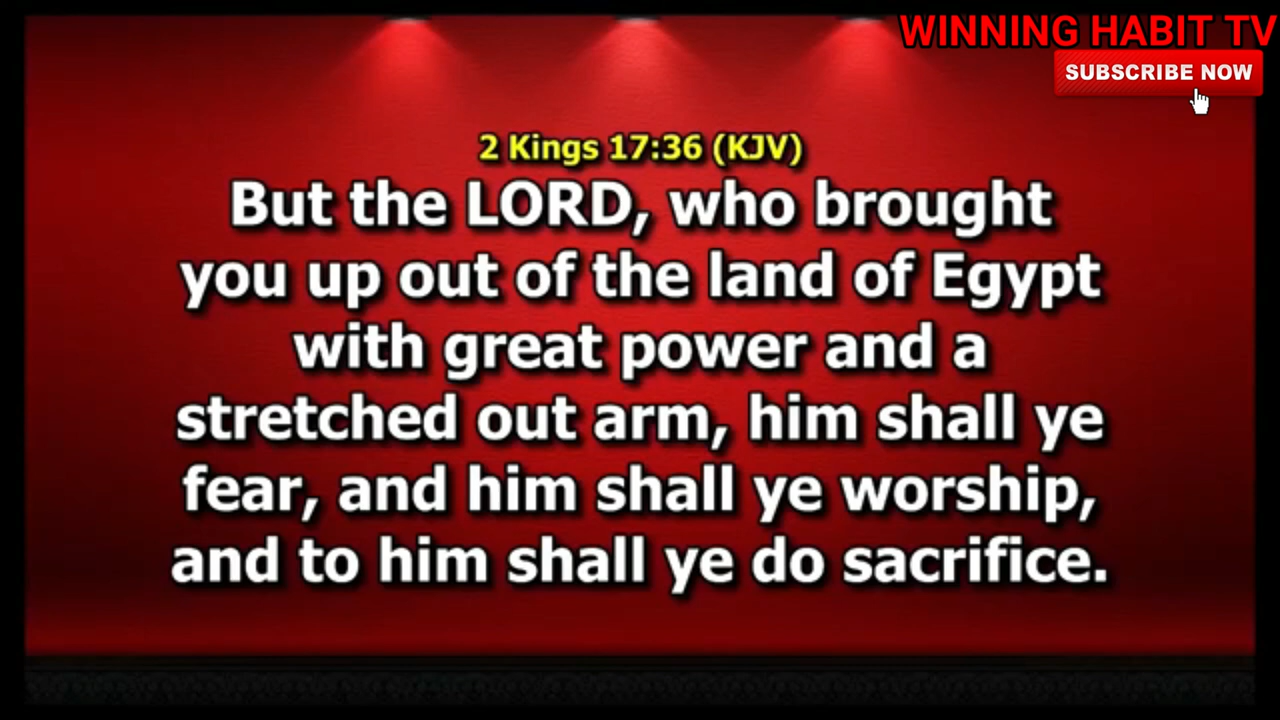 WINNING HABIT TV
SUBSCRIBE NOW
2 Kings 17:36 (KJV)
But the LORD, who brought
you up out of the land of Egypt
with great power and a
stretched out arm, him shall ye
fear, and him shall ye worship,
and to him shall ye do sacrifice.